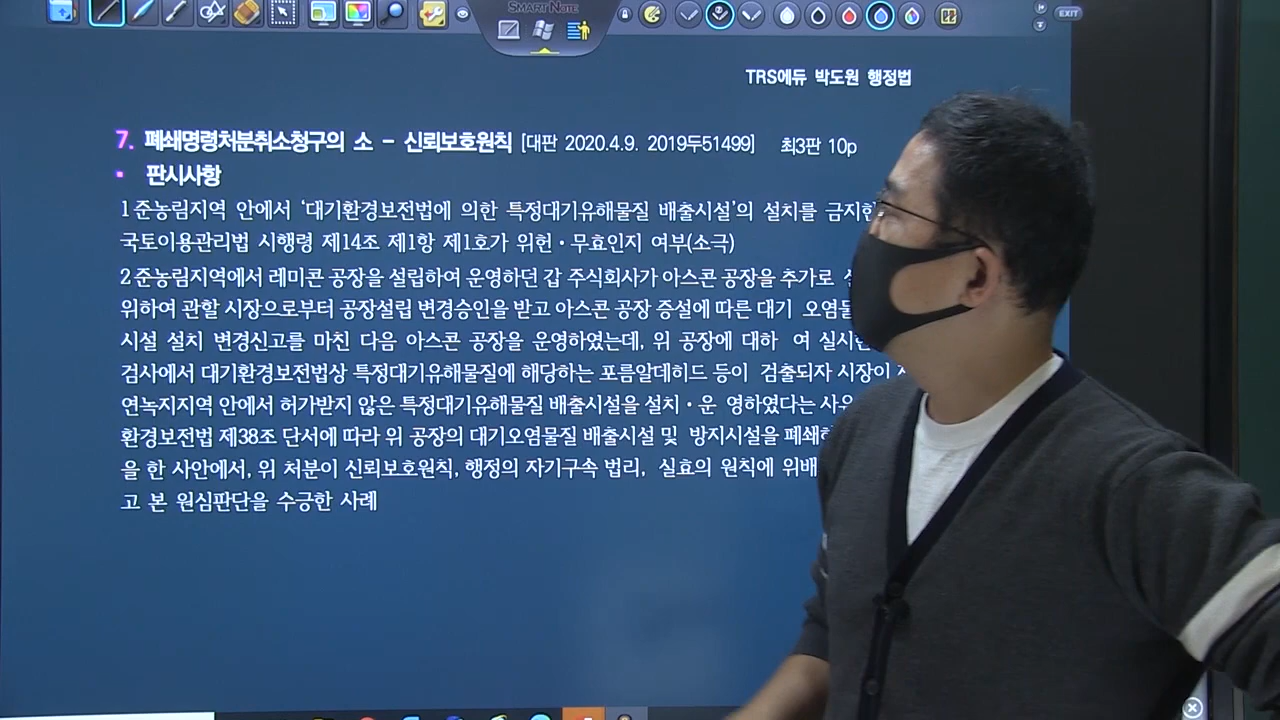 SMART NOTE
EXIT
TRS에듀 박도원 행정법
7. 폐쇄명령처분취소청구의 소 - 신뢰보호원칙 [대판 2020.4.9. 2019두51499] 최3판 10p
▪ 판시사항
1 준농림지역 안에서 ‘대기환경보전법에 의한 특정대기유해물질 배출시설’의 설치를 금지한
국토이용관리법 시행령 제14조 제1항 제1호가 위헌·무효인지 여부(소극)
2 준농림지역에서 레미콘 공장을 설립하여 운영하던 갑 주식회사가 아스콘 공장을 추가로
위하여 관할 시장으로부터 공장설립 변경승인을 받고 아스콘 공장 증설에 따른 대기 오염물
시설 설치 변경신고를 마친 다음 아스콘 공장을 운영하였는데, 위 공장에 대하 여 실시한
검사에서 대기환경보전법상 특정대기유해물질에 해당하는 포름알데히드 등이 검출되자 시장이
연녹지지역 안에서 허가받지 않은 특정대기유해물질 배출시설을 설치·운 영하였다는 사유
환경보전법 제38조 단서에 따라 위 공장의 대기오염물질 배출시설 및 방지시설을 폐쇄하
을 한 사안에서, 위 처분이 신뢰보호원칙, 행정의 자기구속 법리, 실효의 원칙에 위배
고 본 원심판단을 수긍한 사례